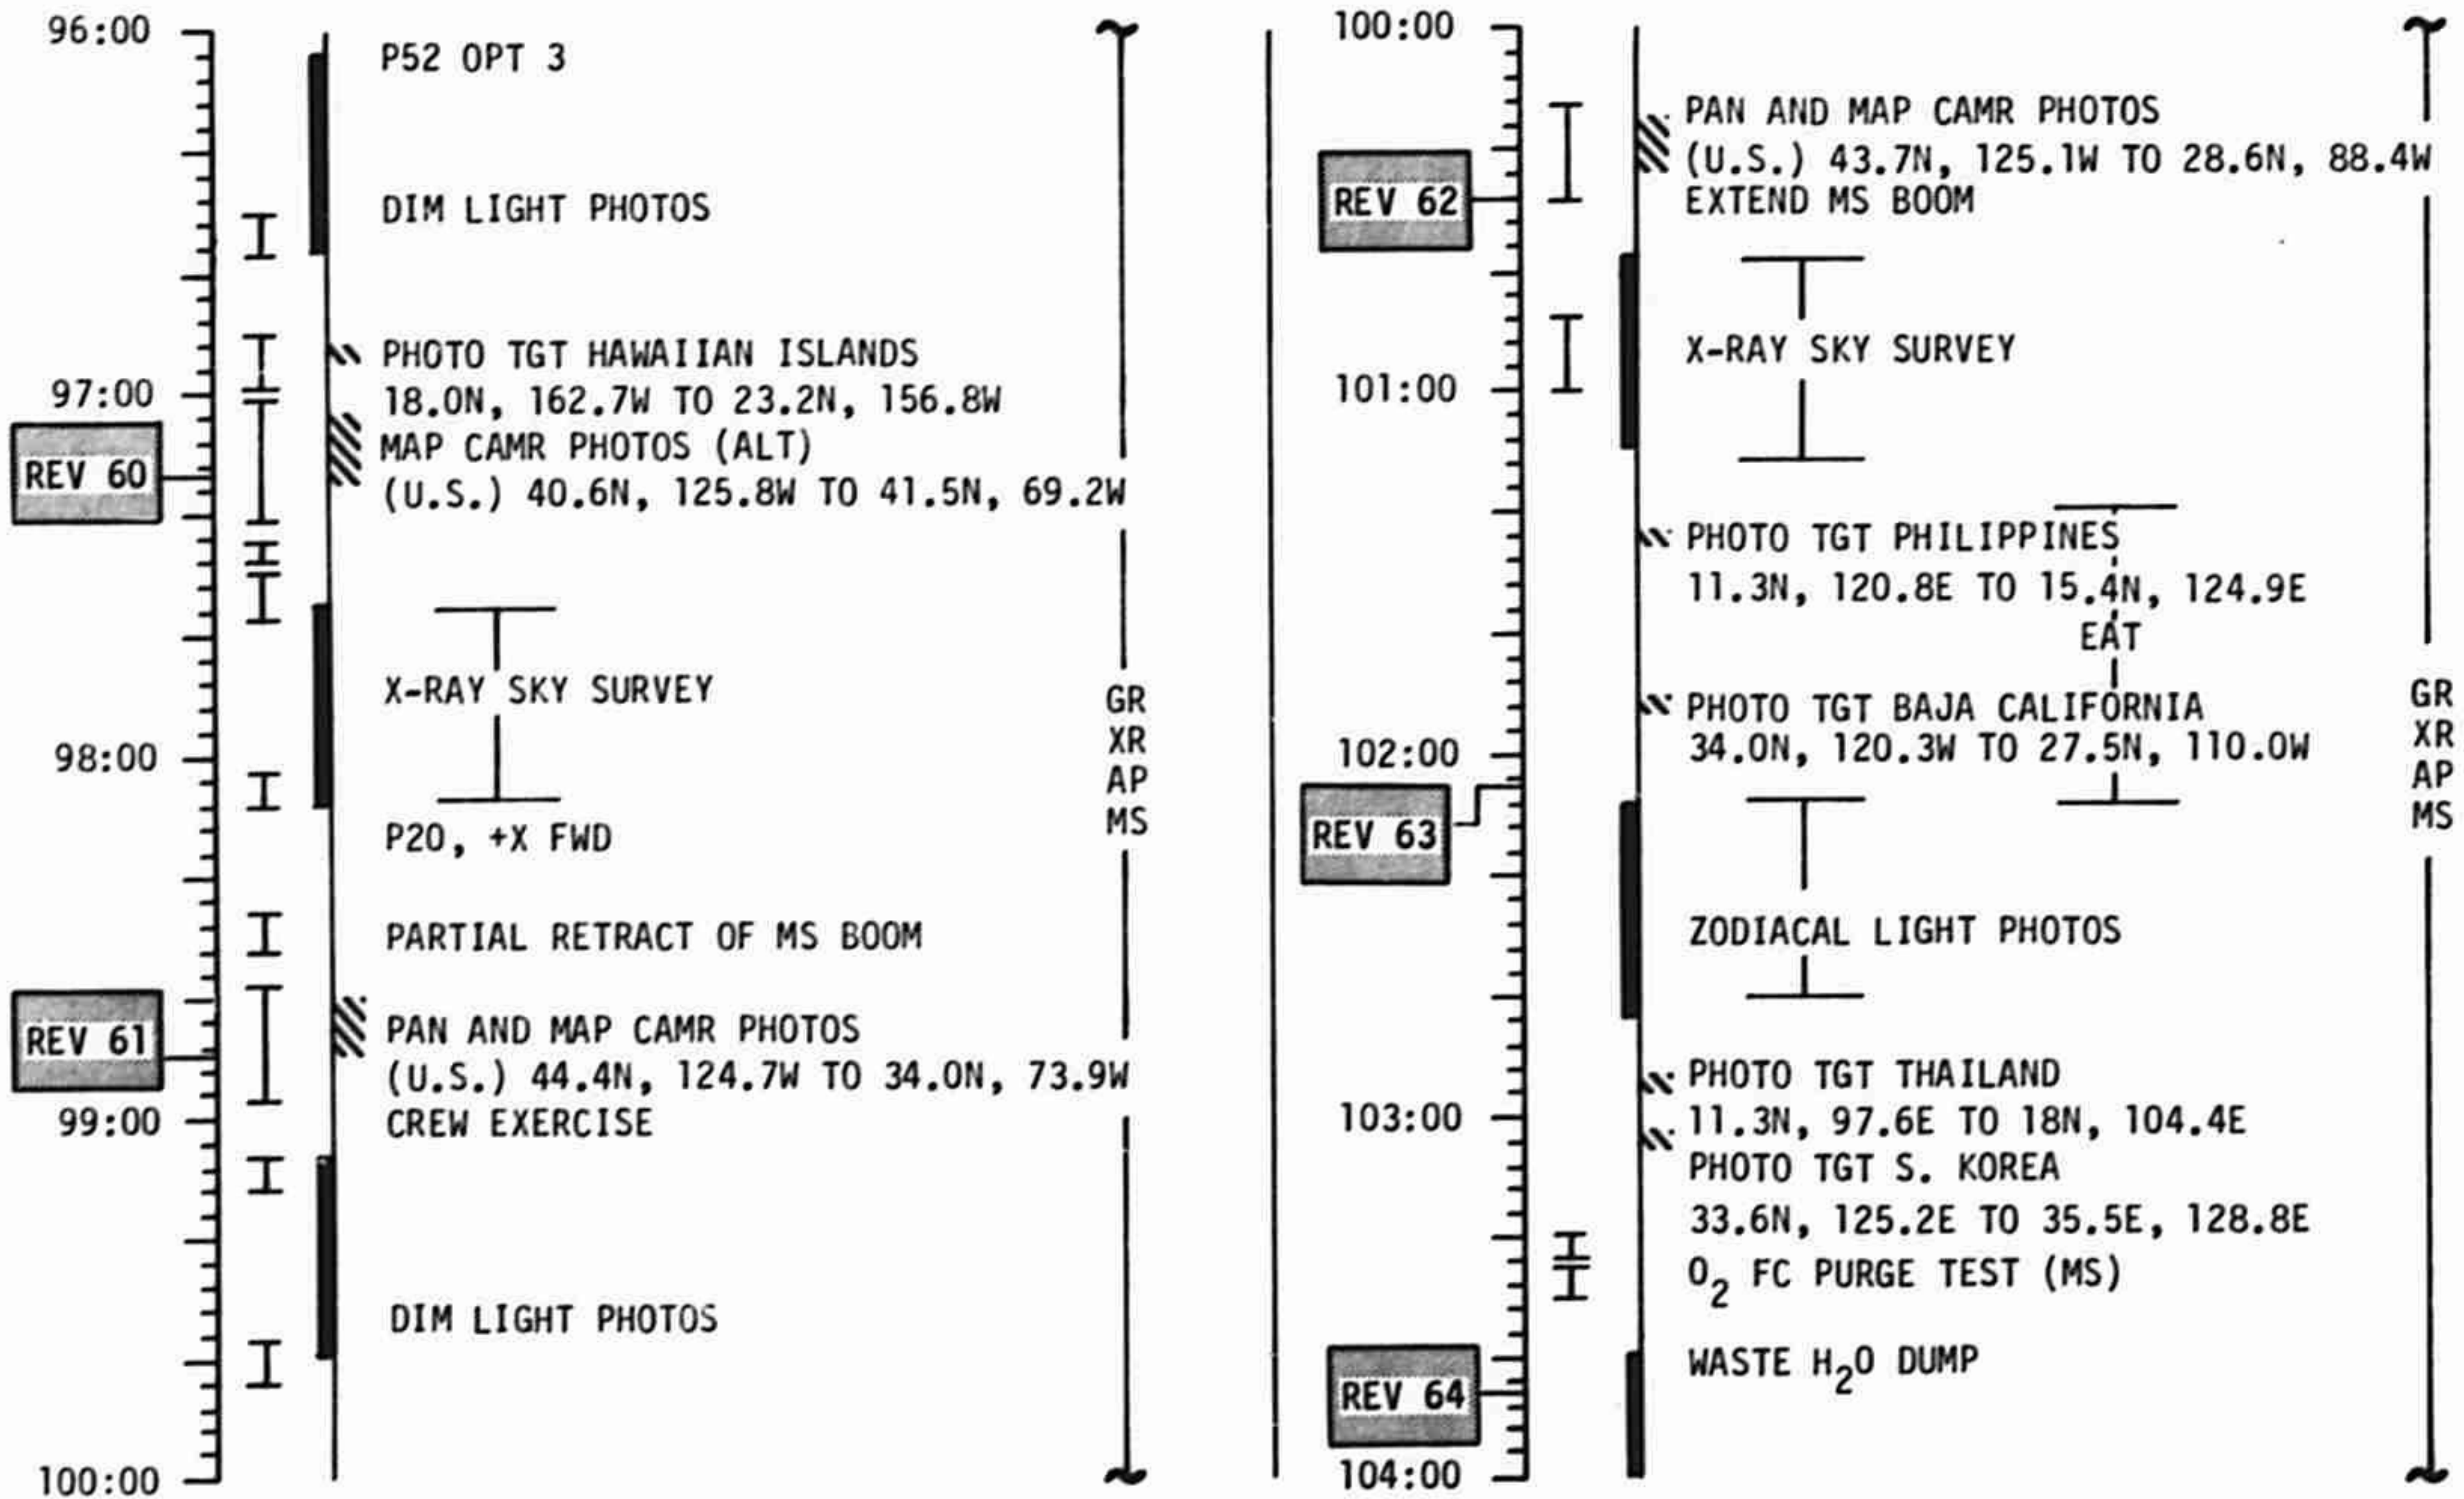 96:00
P52 OPT 3
DIM LIGHT PHOTOS
PHOTO TGT HAWAIIAN ISLANDS
97:00
18.0N, 162.7W TO 23.2N, 156.8W
MAP CAMR PHOTOS (ALT)
REV 60
(U.S.) 40.6N, 125.8W TO 41.5N, 69.2W
X-RAY SKY SURVEY
98:00
P20, +X FWD
PARTIAL RETRACT OF MS BOOM
REV 61
PAN AND MAP CAMR PHOTOS
(U.S.) 44.4N, 124.7W TO 34.0N, 73.9W
99:00
CREW EXERCISE
DIM LIGHT PHOTOS
100:00
GR
XR
AP
MS
100:00
PAN AND MAP CAMR PHOTOS
(U.S.) 43.7N, 125.1W TO 28.6N, 88.4W
REV 62
EXTEND MS BOOM
X-RAY SKY SURVEY
101:00
PHOTO TGT PHILIPPINES
11.3N, 120.8E TO 15.4N, 124.9E
EAT
PHOTO TGT BAJA CALIFORNIA
102:00
34.0N, 120.3W TO 27.5N, 110.0W
REV 63
ZODIACAL LIGHT PHOTOS
PHOTO TGT THAILAND
103:00
11.3N, 97.6E TO 18N, 104.4E
PHOTO TGT S. KOREA
33.6N, 125.2E TO 35.5E, 128.8E
O2 FC PURGE TEST (MS)
WASTE H2O DUMP
REV 64
104:00
GR
XR
AP
MS